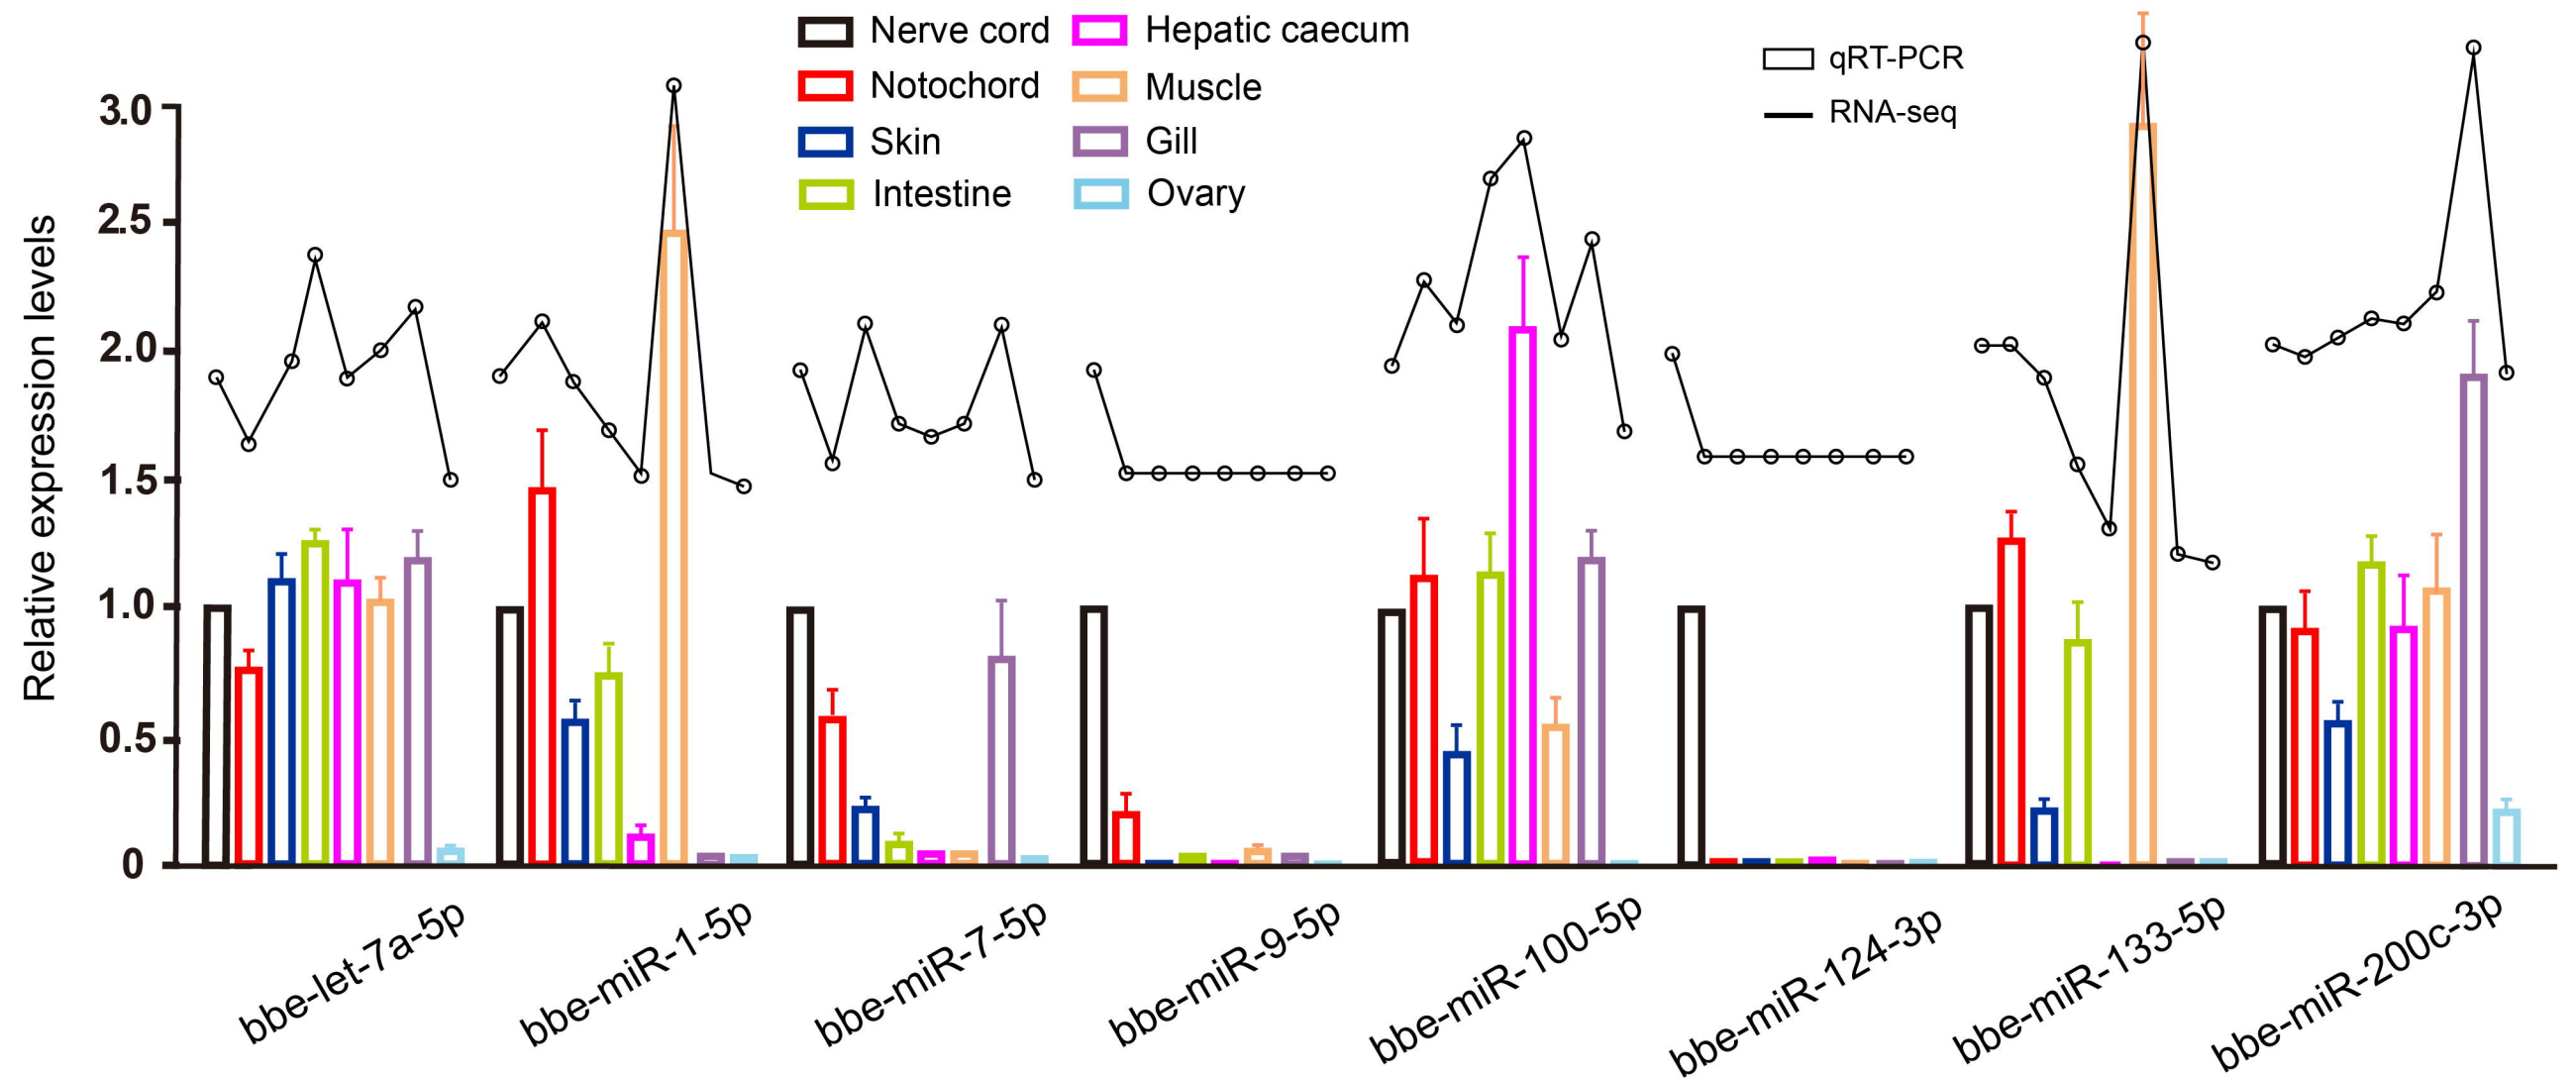 Nerve cord
Notochord
Skin
Intestine
Hepatic caecum
Muscle
Gill
Ovary
qRT-PCR
RNA-seq
Relative expression levels
3.0
2.5
2.0
1.5
1.0
0.5
0
bbe-let-7a-5p
bbe-miR-1-5p
bbe-miR-7-5p
bbe-miR-9-5p
bbe-miR-100-5p
bbe-miR-124-3p
bbe-miR-133-5p
bbe-miR-200c-3p